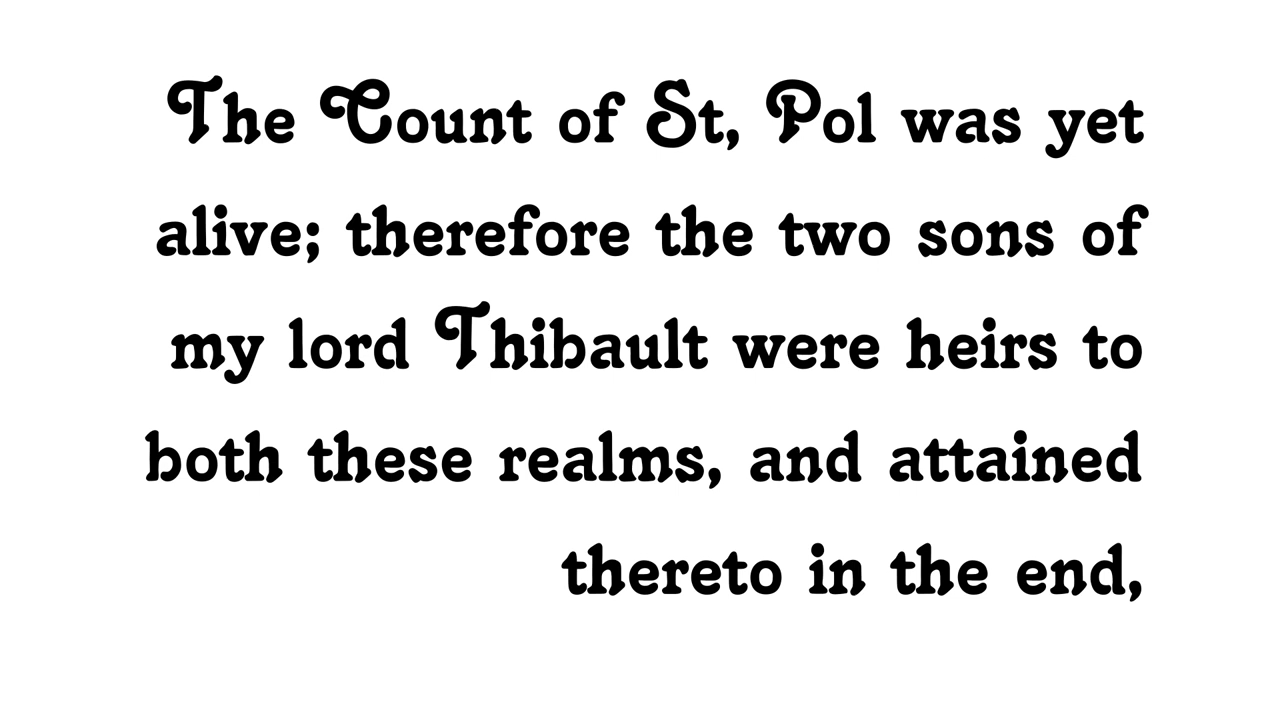 The Count of St, Pol was yet
alive; therefore the two sons of
my lord Thibault were heirs to
both these realms, and attained
thereto in the end,